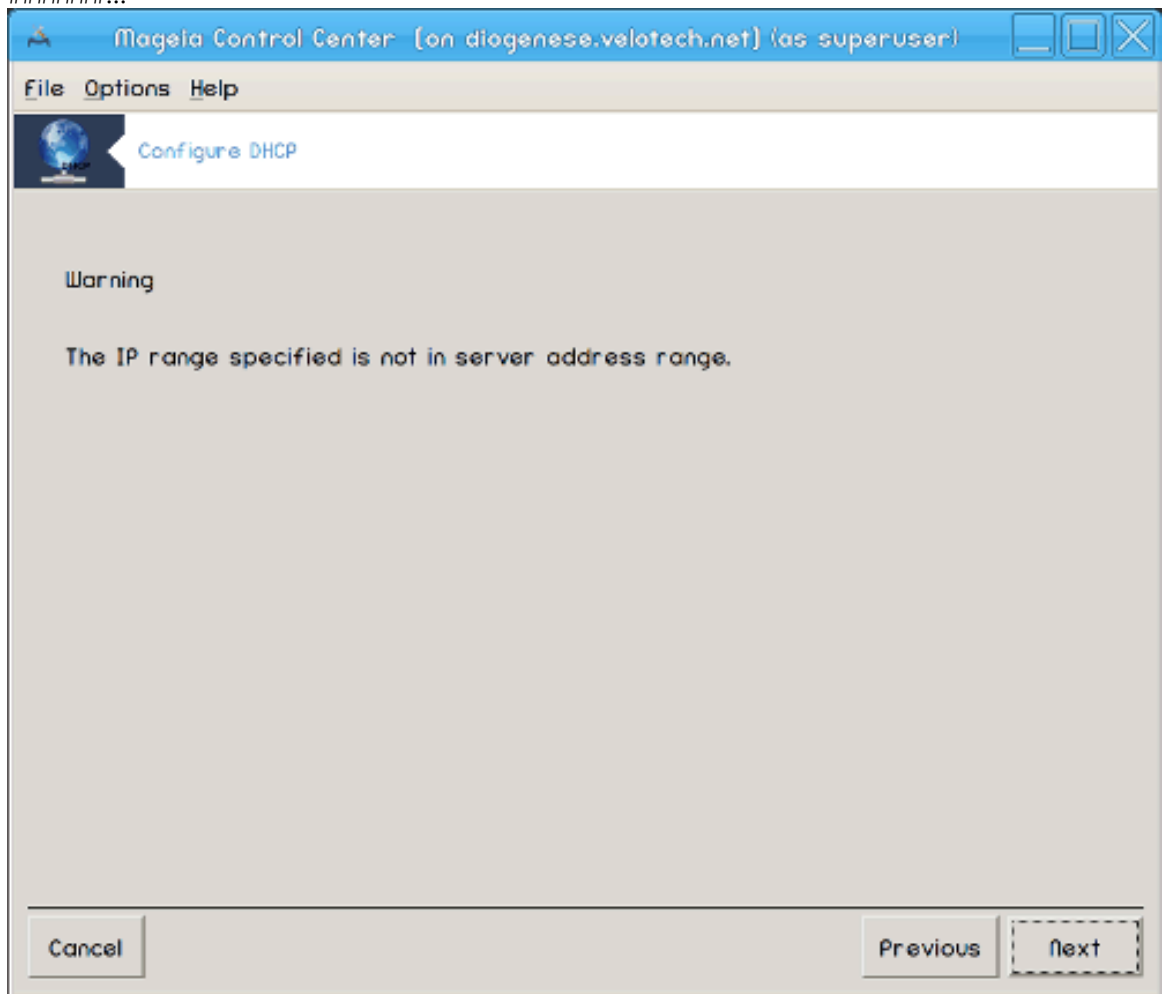 #######...
Mageia Control Center  [on diogenese.velotech.net] (as superuser)
File Options Help
DHCP
Configure DHCP
Warning
The IP range specified is not in server address range.
Cancel
Previous
Next